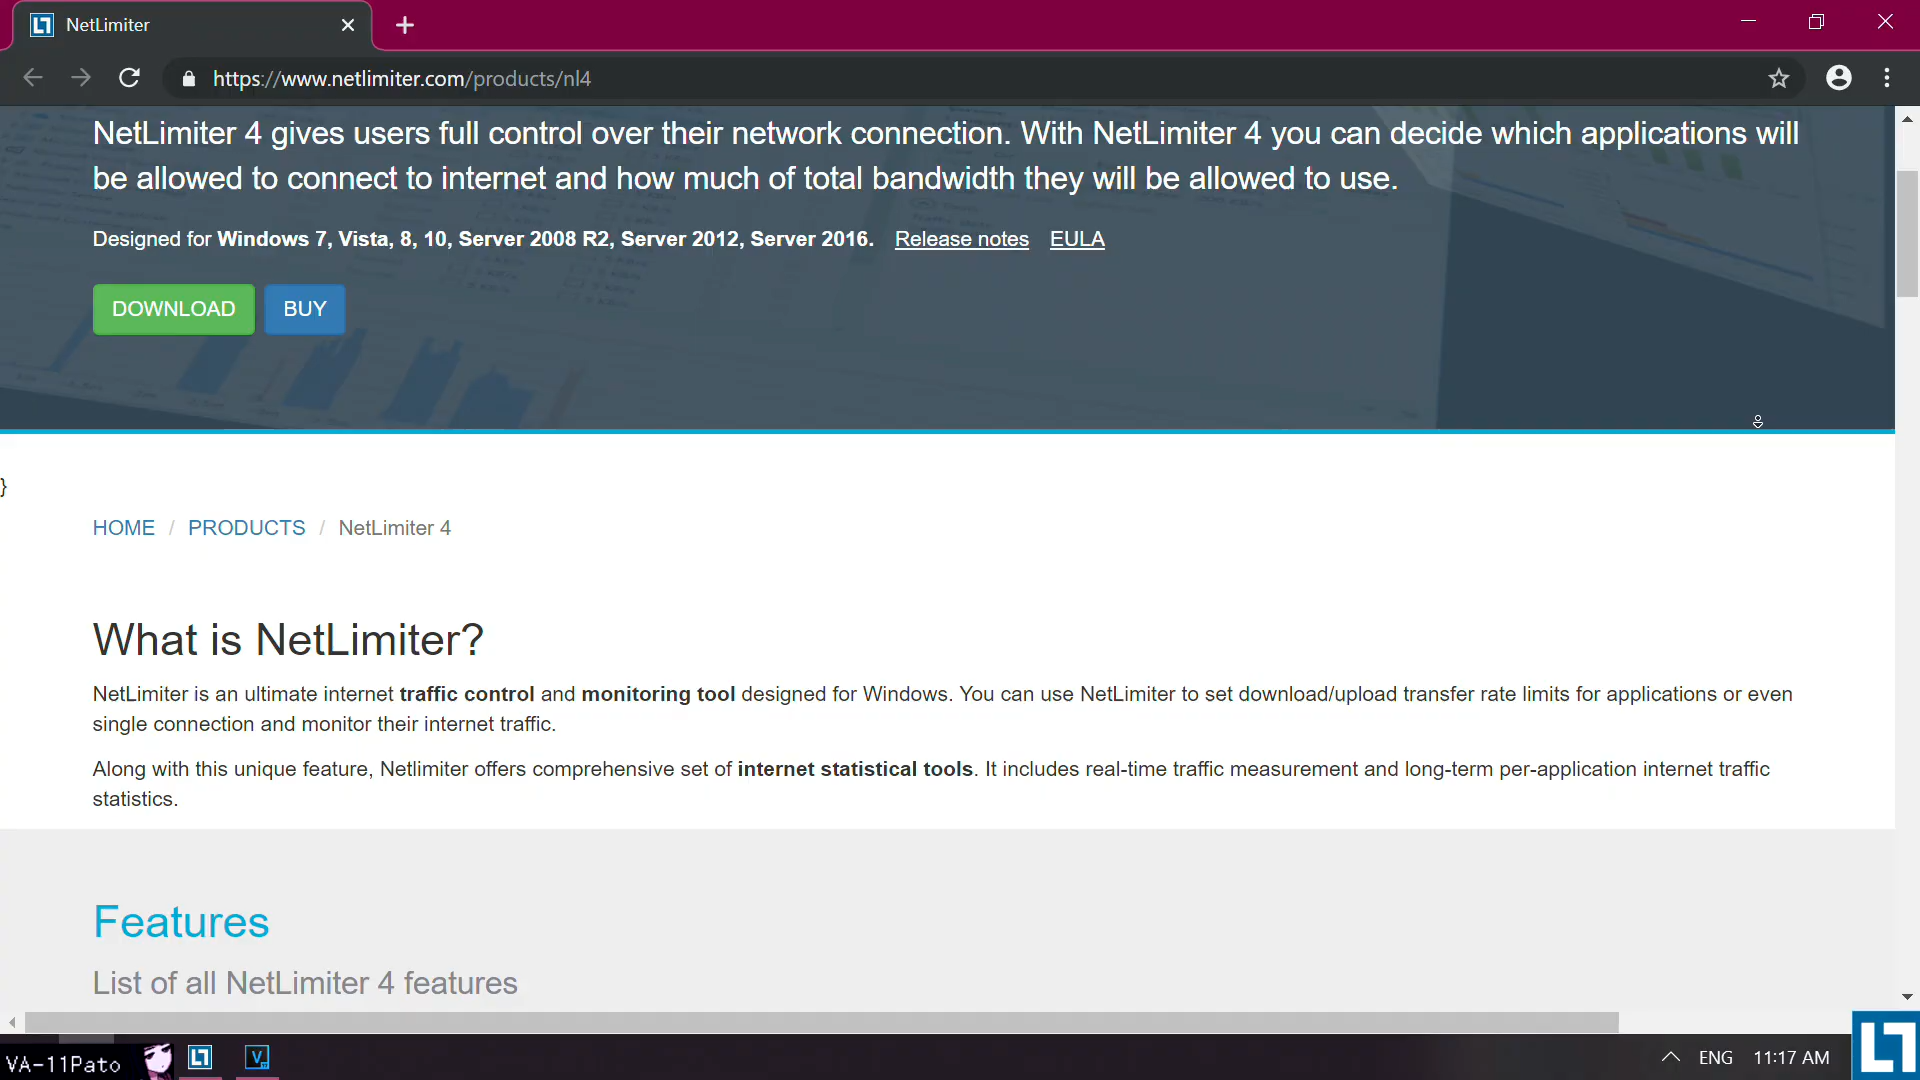 NetLimiter
https://www.netlimiter.com/products/nl4
NetLimiter 4 gives users full control over their network connection. With NetLimiter 4 you can decide which applications will
be allowed to connect to internet and how much of total bandwidth they will be allowed to use.
Designed for Windows 7, Vista, 8, 10, Server 2008 R2, Server 2012, Server 2016. Release notes EULA
DOWNLOAD BUY
}
HOME / PRODUCTS / NetLimiter 4
What is NetLimiter?
NetLimiter is an ultimate internet traffic control and monitoring tool designed for Windows. You can use NetLimiter to set download/upload transfer rate limits for applications or even
single connection and monitor their internet traffic.
Along with this unique feature, Netlimiter offers comprehensive set of internet statistical tools. It includes real-time traffic measurement and long-term per-application internet traffic
statistics.
Features
List of all NetLimiter 4 features
VA-11Pato
ENG 11:17 AM